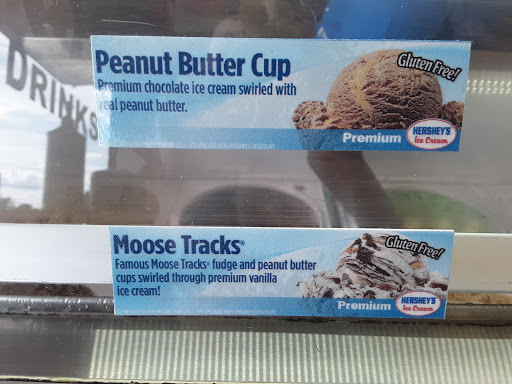 DRINKS
Peanut Butter Cup
Premium chocolate ice cream swirled with
real peanut butter.
Gluten Free!
Premium
HERSHEY'S
Ice Cream
Moose Tracks®
Famous Moose Tracks® fudge and peanut butter
cups swirled through premium vanilla
ice cream!
Gluten Free!
Premium
HERSHEY'S
Ice Cream